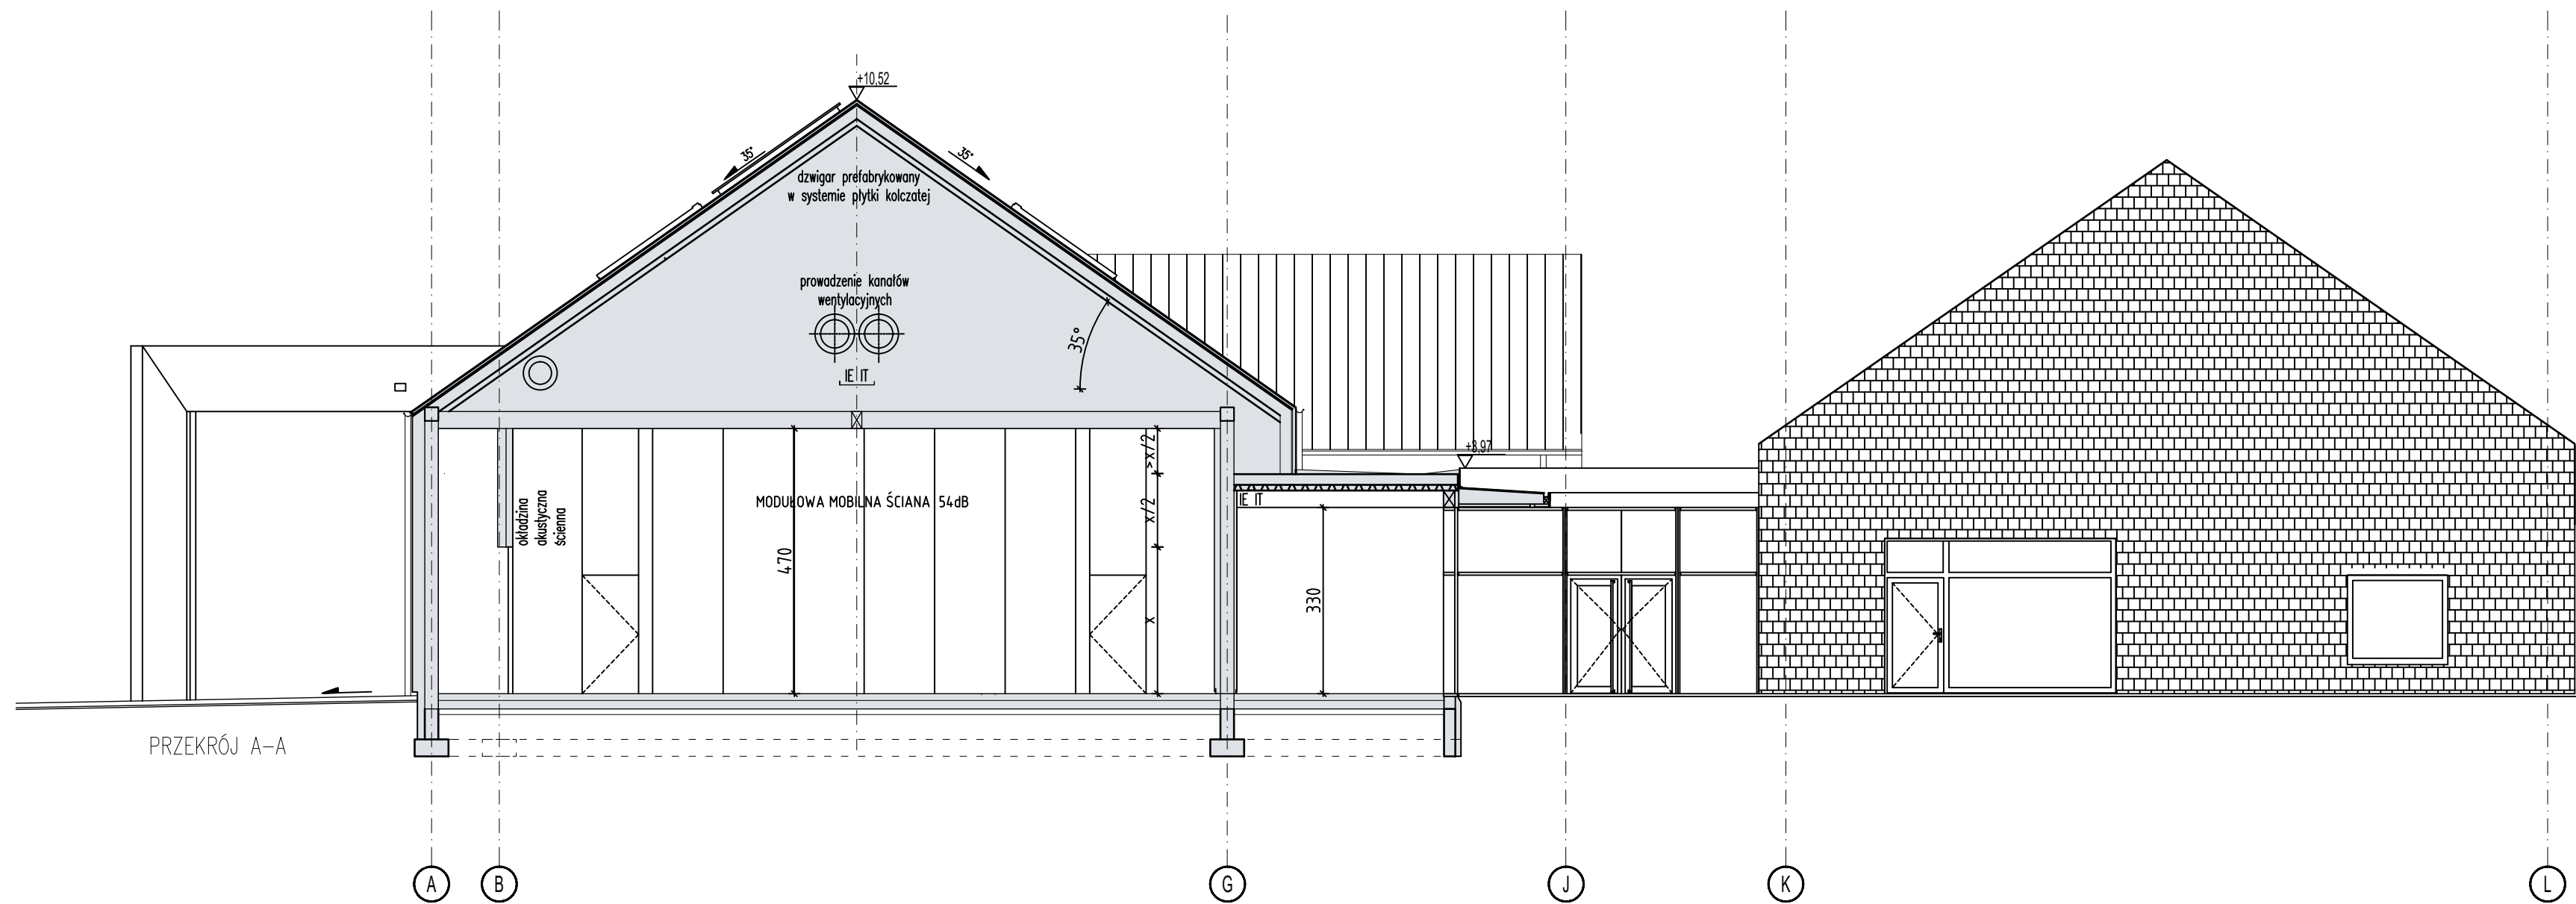 +10,52
35°
35°
dzwigar prefabrykowany
w systemie płytki kolczatej
prowadzenie kanałów
wentylacyjnych
35°
IE IT
+3,97
>x/2
MODUŁOWA MOBILNA ŚCIANA 54dB
x/2
IE IT
okładzina
akustyczna
ścienna
470
330
x
PRZEKRÓJ A-A
A
B
G
J
K
L